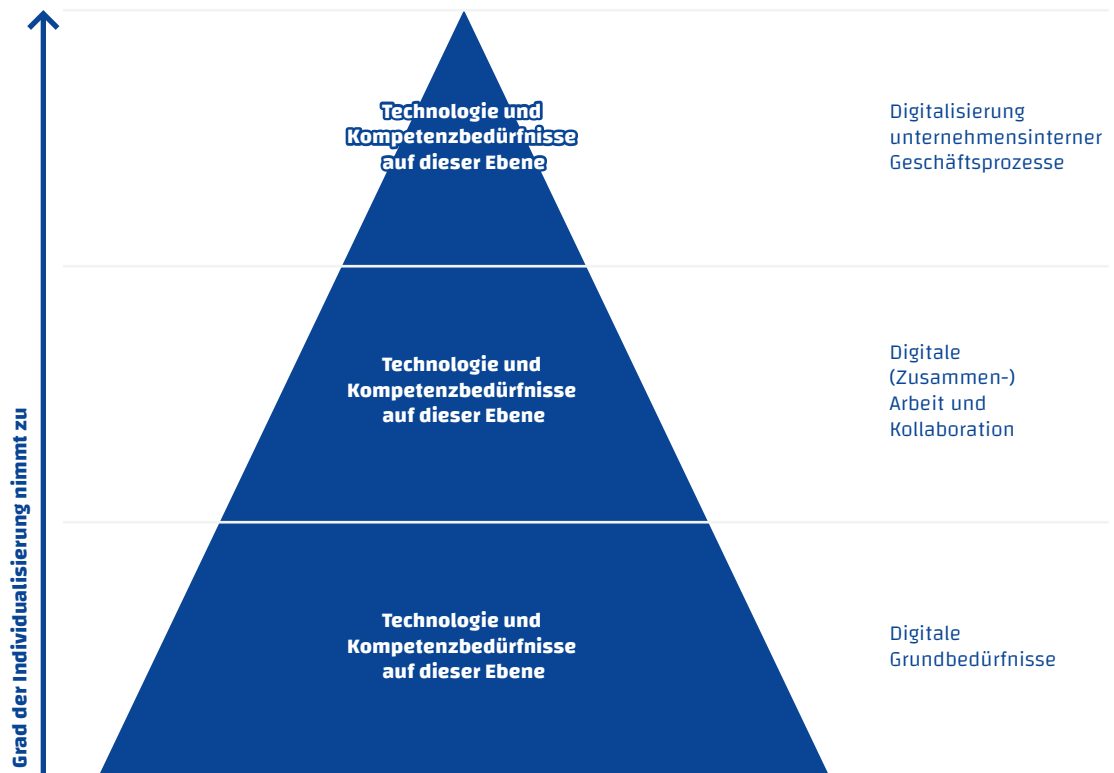 Technologie und
Kompetenzbedürfnisse
auf dieser Ebene
Digitalisierung
unternehmensinterner
Geschäftsprozesse
Technologie und
Kompetenzbedürfnisse
auf dieser Ebene
Digitale
(Zusammen-)
Arbeit und
Kollaboration
Technologie und
Kompetenzbedürfnisse
auf dieser Ebene
Digitale
Grundbedürfnisse
Grad der Individualisierung nimmt zu